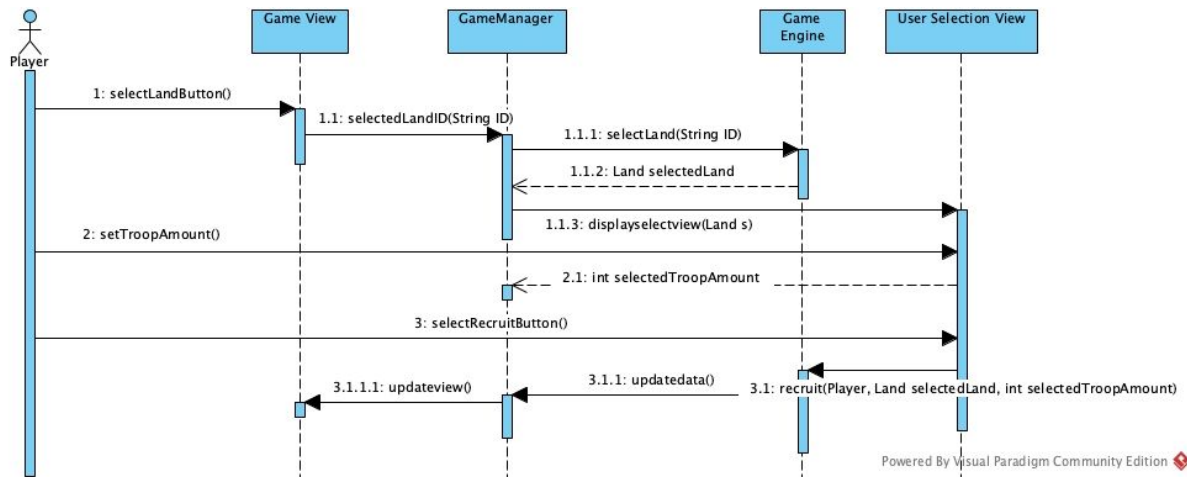 Game View
GameManager
Game
Engine
User Selection View
Player
1: selectLandButton()
1.1: selectedLandID(String ID)
1.1.1: selectLand(String ID)
1.1.2: Land selectedLand
1.1.3: displayselectview(Land s)
2: setTroopAmount()
2.1: int selectedTroopAmount
3: selectRecruitButton()
3.1: recruit(Player, Land selectedLand, int selectedTroopAmount)
3.1.1: updatedata()
3.1.1.1: updateview()
Powered By Visual Paradigm Community Edition